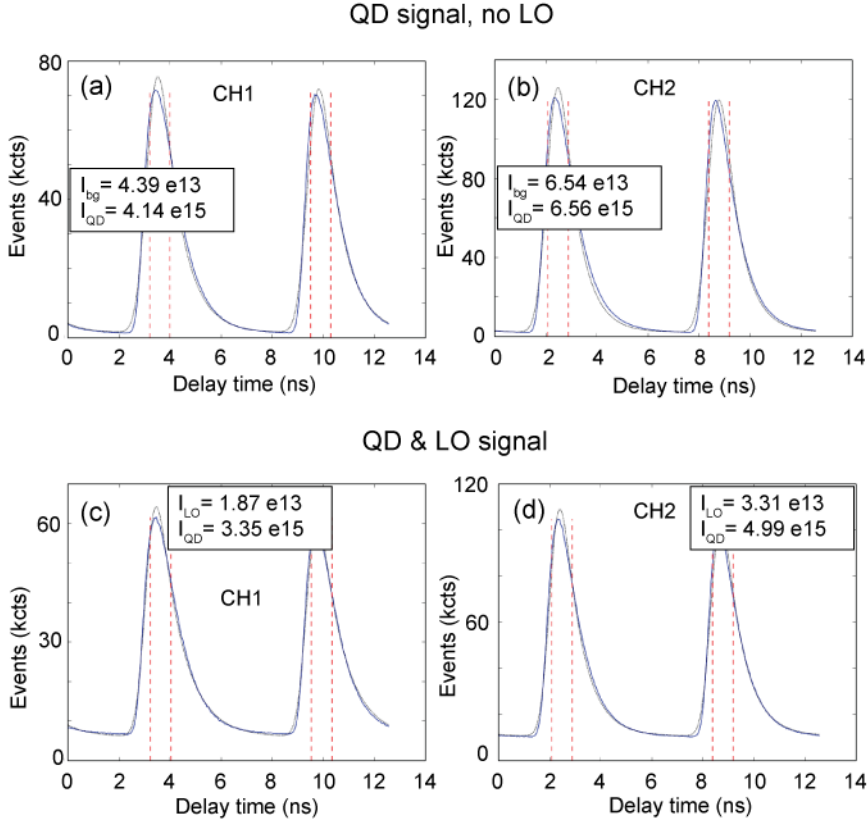 QD signal, no LO
(a)
CH1
80
40
0
Events (kcts)
I_bg= 4.39 e13
I_QD= 4.14 e15
0 2 4 6 8 10 12 14
Delay time (ns)
(b)
CH2
120
80
40
0
Events (kcts)
I_bg= 6.54 e13
I_QD= 6.56 e15
0 2 4 6 8 10 12 14
Delay time (ns)
QD & LO signal
(c)
CH1
60
30
0
Events (kcts)
I_LO= 1.87 e13
I_QD= 3.35 e15
0 2 4 6 8 10 12 14
Delay time (ns)
(d)
CH2
120
60
0
Events (kcts)
I_LO= 3.31 e13
I_QD= 4.99 e15
0 2 4 6 8 10 12 14
Delay time (ns)